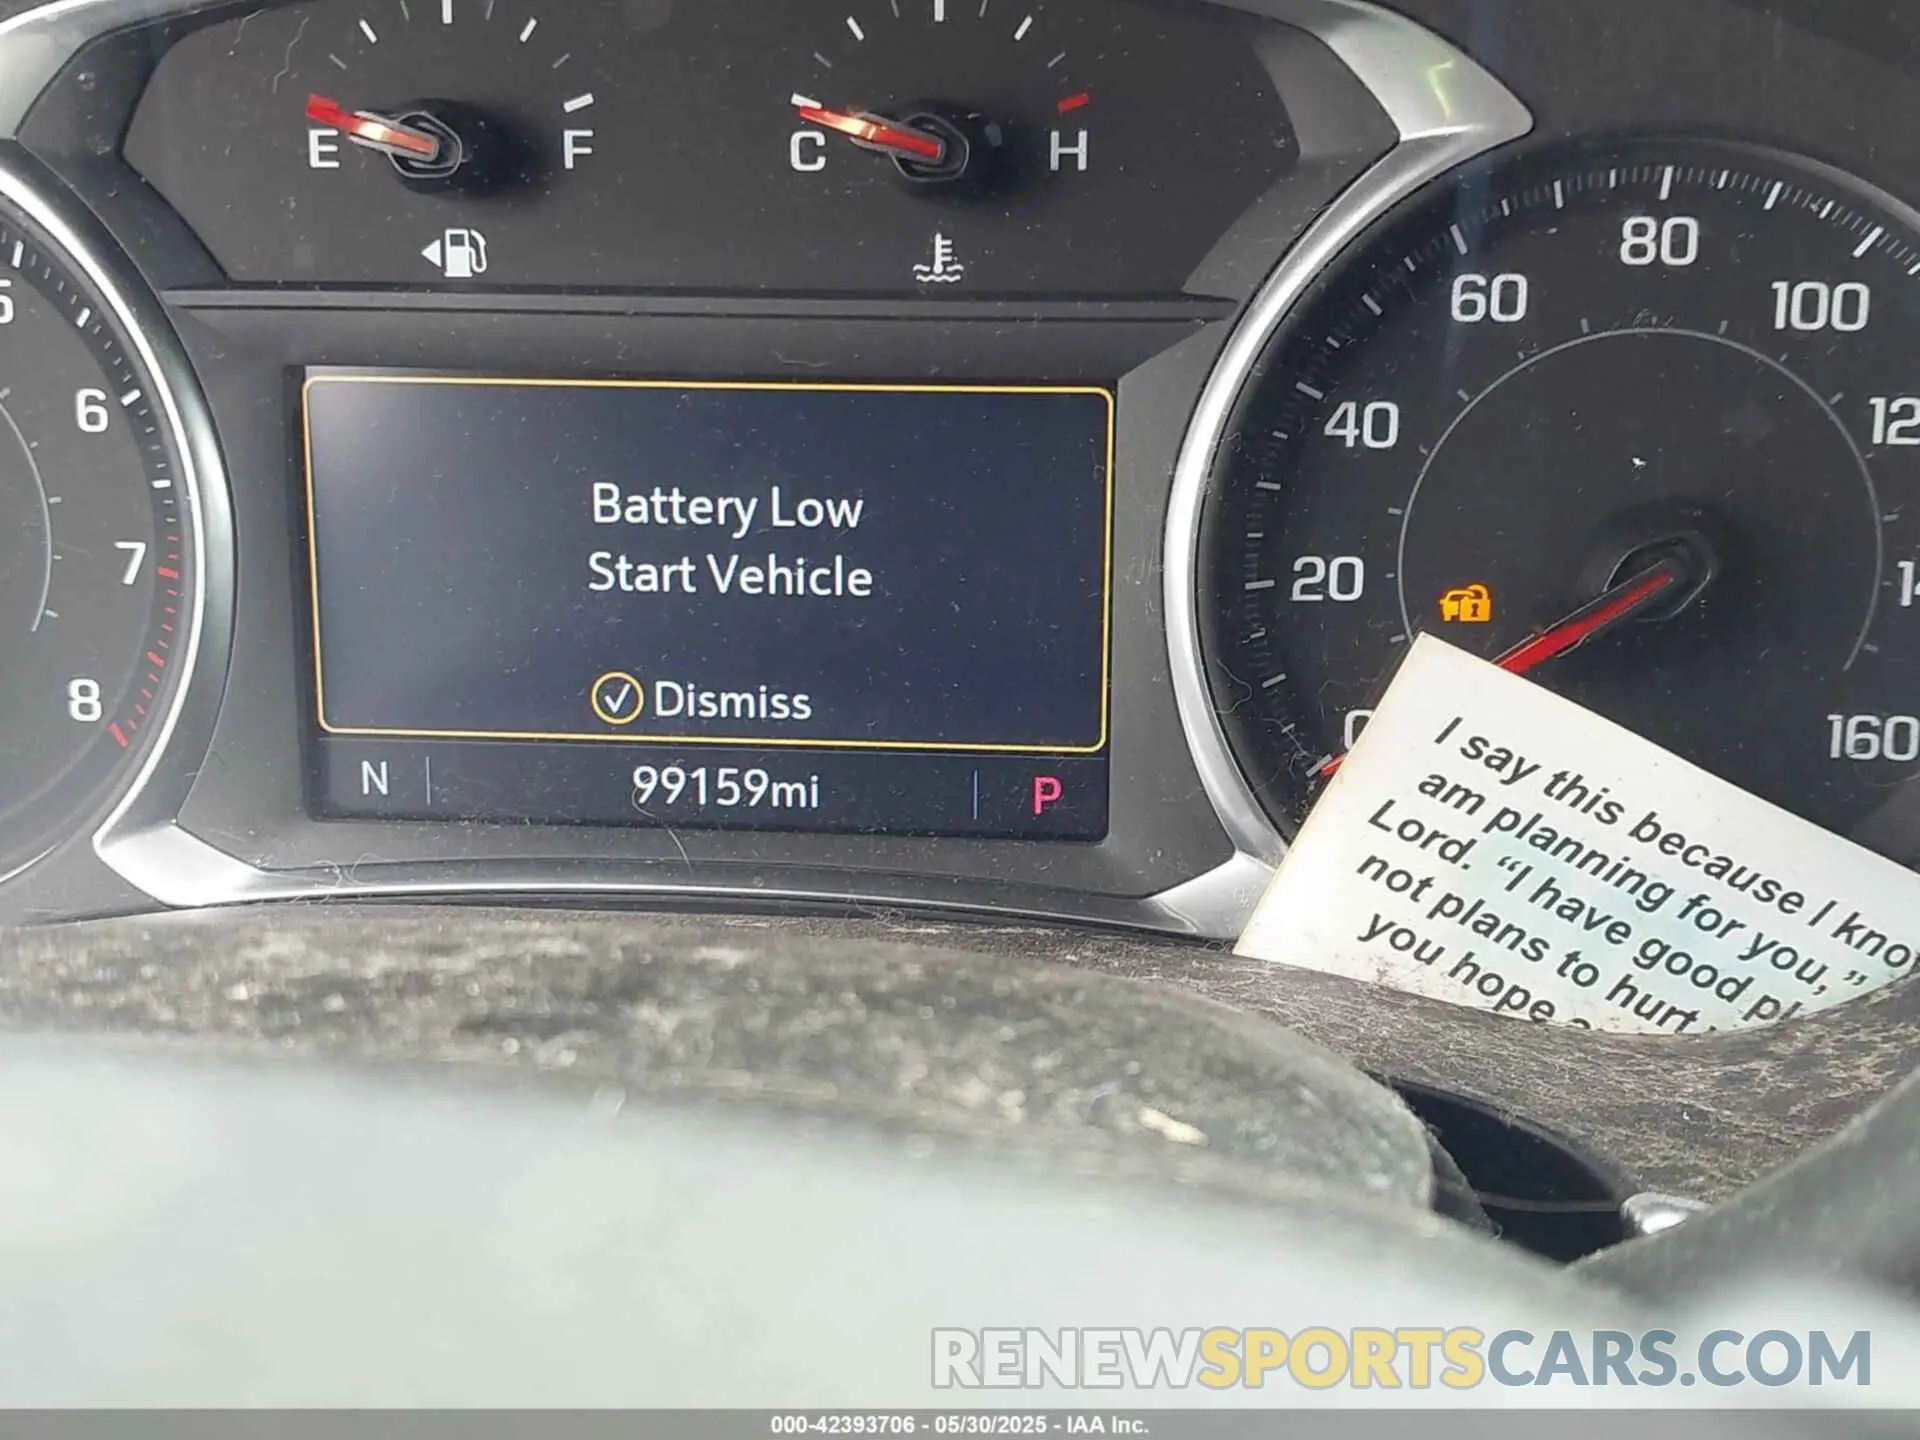 E F C H
5
6
7
8
0
20
40
60
80
100
160
Battery Low
Start Vehicle
Dismiss
N 99159mi P
I say this because I
am planning for you,”
Lord. “I have good
not plans to hurt
you hope
RENEWSPORTSCARS.COM
000-42393706 - 05/30/2025 - IAA Inc.